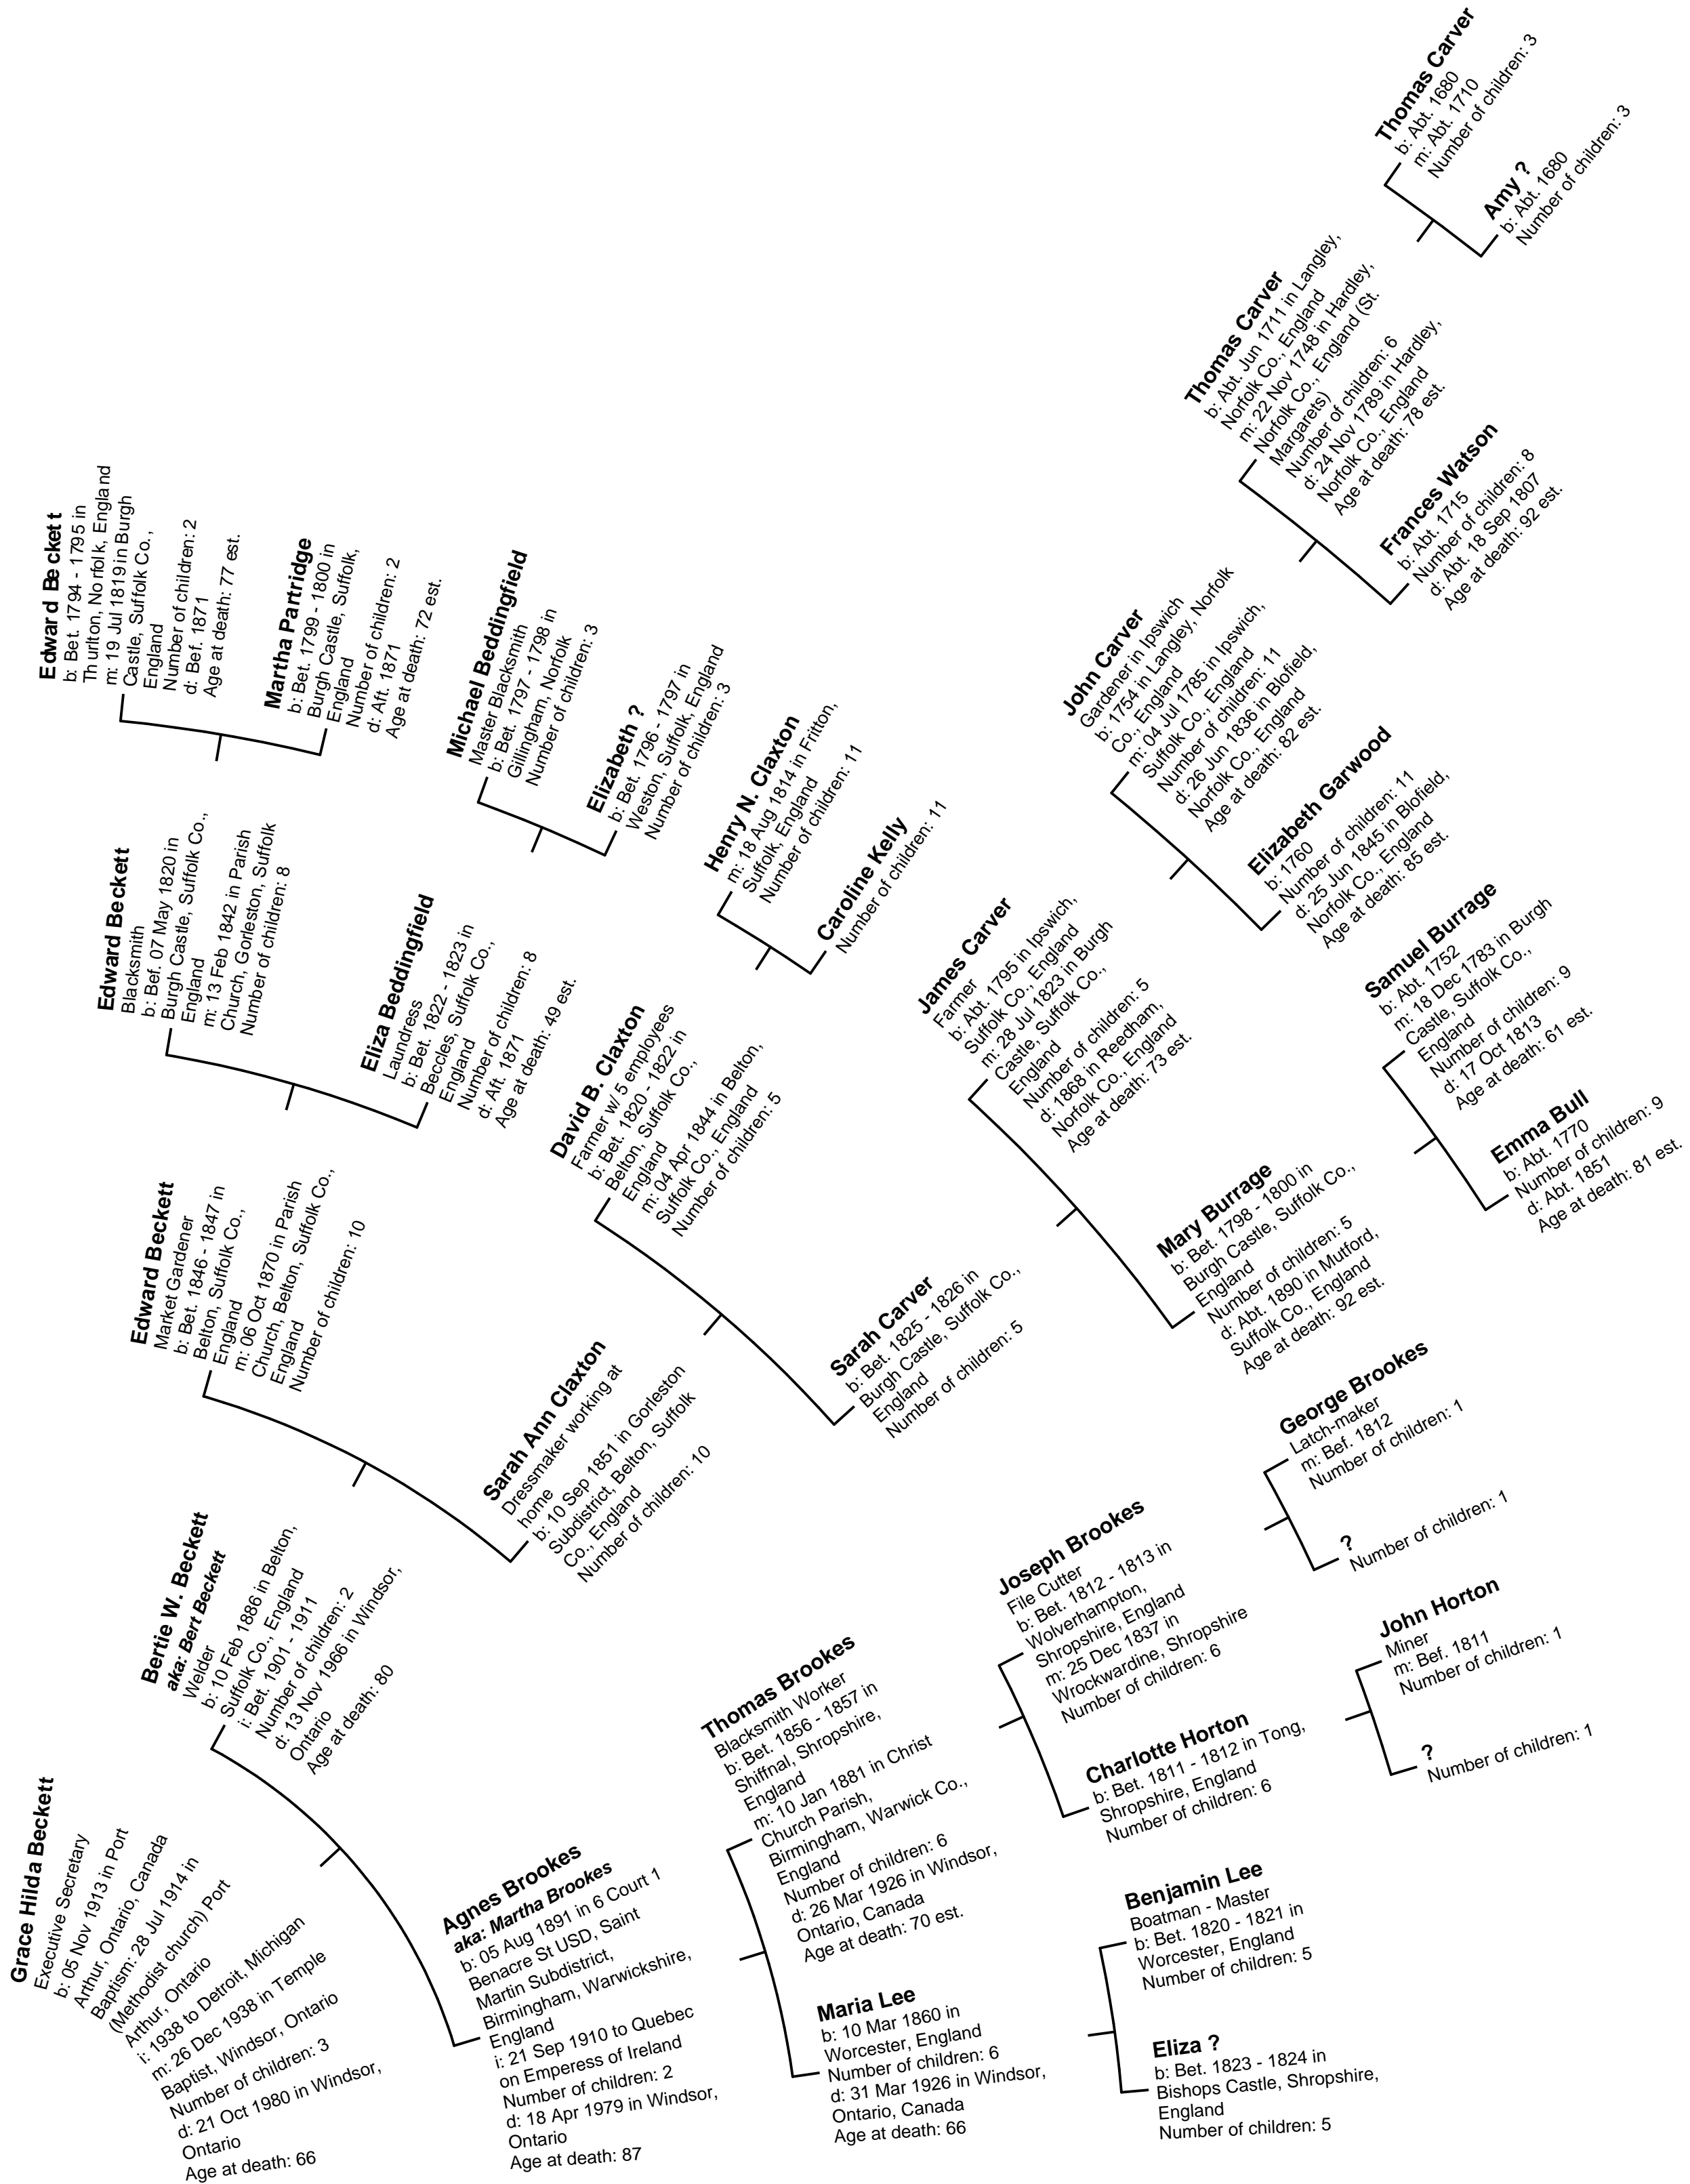 Thomas Carver
b: Abt. 1680
m: Abt. 1710
Number of children: 3
Amy ?
b: Abt. 1680
Number of children: 3
Thomas Carver
b: Abt. Jun 1711 in Langley,
Norfolk Co., England
m: 22 Nov 1748 in Hardley,
Norfolk Co., England (St.
Margarets)
Number of children: 6
d: 24 Nov 1789 in Hardley,
Norfolk Co., England
Age at death: 78 est.
Frances Watson
b: Abt. 1715
Number of children: 8
d: Abt. 18 Sep 1807
Age at death: 92 est.
Edward Beckett
b: Bet. 1794 - 1795 in
Thurlton, Norfolk, England
m: 19 Jul 1819 in Burgh
Castle, Suffolk Co.,
England
Number of children: 2
d: Bef. 1871
Age at death: 77 est.
Martha Partridge
b: Bet. 1799 - 1800 in
Burgh Castle, Suffolk,
England
Number of children: 2
d: Aft. 1871
Age at death: 72 est.
Michael Beddingfield
Master Blacksmith
b: Bet. 1797 - 1798 in
Gillingham, Norfolk
Number of children: 3
Elizabeth ?
b: Bet. 1796 - 1797 in
Weston, Suffolk, England
Number of children: 3
Henry N. Claxton
m: 18 Aug 1814 in Fritton,
Suffolk, England
Number of children: 11
Caroline Kelly
Number of children: 11
John Carver
Gardener in Ipswich
b: 1754 in Langley, Norfolk
Co., England
m: 04 Jul 1785 in Ipswich,
Suffolk Co., England
Number of children: 11
d: 26 Jun 1836 in Blofield,
Norfolk Co., England
Age at death: 82 est.
Elizabeth Garwood
b: 1760
Number of children: 11
d: 25 Jun 1845 in Blofield,
Norfolk Co., England
Age at death: 85 est.
Edward Beckett
Blacksmith
b: Bef. 07 May 1820 in
Burgh Castle, Suffolk Co.,
England
m: 13 Feb 1842 in Parish
Church, Gorleston, Suffolk
Number of children: 8
Eliza Beddingfield
Laundress
b: Bet. 1822 - 1823 in
Beccles, Suffolk Co.,
England
Number of children: 8
d: Aft. 1871
Age at death: 49 est.
David B. Claxton
Farmer w/ 5 employees
b: Bet. 1820 - 1822 in
Belton, Suffolk Co.,
England
m: 04 Apr 1844 in Belton,
Suffolk Co., England
Number of children: 5
Sarah Carver
b: Bet. 1825 - 1826 in
Burgh Castle, Suffolk Co.,
England
Number of children: 5
James Carver
Farmer
b: Abt. 1795 in Ipswich,
Suffolk Co., England
m: 28 Jul 1823 in Burgh
Castle, Suffolk Co.,
England
Number of children: 5
d: 1868 in Reedham,
Norfolk Co., England
Age at death: 73 est.
Mary Burrage
b: Bet. 1798 - 1800 in
Burgh Castle, Suffolk Co.,
England
Number of children: 5
d: Abt. 1890 in Mutford,
Suffolk Co., England
Age at death: 92 est.
Samuel Burrage
b: Abt. 1752
m: 18 Dec 1783 in Burgh
Castle, Suffolk Co.,
England
Number of children: 9
d: 17 Oct 1813
Age at death: 61 est.
Emma Bull
b: Abt. 1770
Number of children: 9
d: Abt. 1851
Age at death: 81 est.
Edward Beckett
Market Gardener
b: Bet. 1846 - 1847 in
Belton, Suffolk Co.,
England
m: 06 Oct 1870 in Parish
Church, Belton, Suffolk Co.,
England
Number of children: 10
Sarah Ann Claxton
Dressmaker working at
home
b: 10 Sep 1851 in Gorleston
Subdistrict, Belton, Suffolk
Co., England
Number of children: 10
Bertie W. Beckett
aka: Bert Beckett
Welder
b: 10 Feb 1886 in Belton,
Suffolk Co., England
i: Bet. 1901 - 1911
Number of children: 2
d: 13 Nov 1966 in Windsor,
Ontario
Age at death: 80
Agnes Brookes
aka: Martha Brookes
b: 05 Aug 1891 in 6 Court 1
Benacre St USD, Saint
Martin Subdistrict,
Birmingham, Warwickshire,
England
i: 21 Sep 1910 to Quebec
on Emperess of Ireland
Number of children: 2
d: 18 Apr 1979 in Windsor,
Ontario
Age at death: 87
Grace Hilda Beckett
Executive Secretary
b: 05 Nov 1913 in Port
Arthur, Ontario, Canada
Baptism: 28 Jul 1914 in
(Methodist church) Port
Arthur, Ontario
i: 1938 to Detroit, Michigan
m: 26 Dec 1938 in Temple
Baptist, Windsor, Ontario
Number of children: 3
d: 21 Oct 1980 in Windsor,
Ontario
Age at death: 66
Thomas Brookes
Blacksmith Worker
b: Bet. 1856 - 1857 in
Shiffnal, Shropshire,
England
m: 10 Jan 1881 in Christ
Church Parish,
Birmingham, Warwick Co.,
England
Number of children: 6
d: 26 Mar 1926 in Windsor,
Ontario, Canada
Age at death: 70 est.
Maria Lee
b: 10 Mar 1860 in
Worcester, England
Number of children: 6
d: 31 Mar 1926 in Windsor,
Ontario, Canada
Age at death: 66
Joseph Brookes
File Cutter
b: Bet. 1812 - 1813 in
Wolverhampton,
Shropshire, England
m: 25 Dec 1837 in
Wrockwardine, Shropshire
Number of children: 6
Charlotte Horton
b: Bet. 1811 - 1812 in Tong,
Shropshire, England
Number of children: 6
George Brookes
Latch-maker
m: Bef. 1812
Number of children: 1
?
Number of children: 1
John Horton
Miner
m: Bef. 1811
Number of children: 1
?
Number of children: 1
Benjamin Lee
Boatman - Master
b: Bet. 1820 - 1821 in
Worcester, England
Number of children: 5
Eliza ?
b: Bet. 1823 - 1824 in
Bishops Castle, Shropshire,
England
Number of children: 5